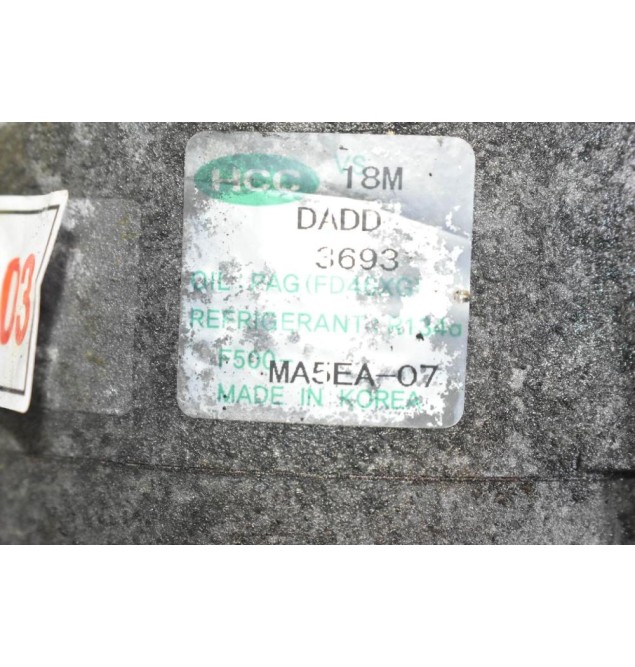 HCC VS 18M
DADD
3693
OIL PAG(FD46XG)
REFRIGERANT R134a
F500-MA5EA-07
MADE IN KOREA
03